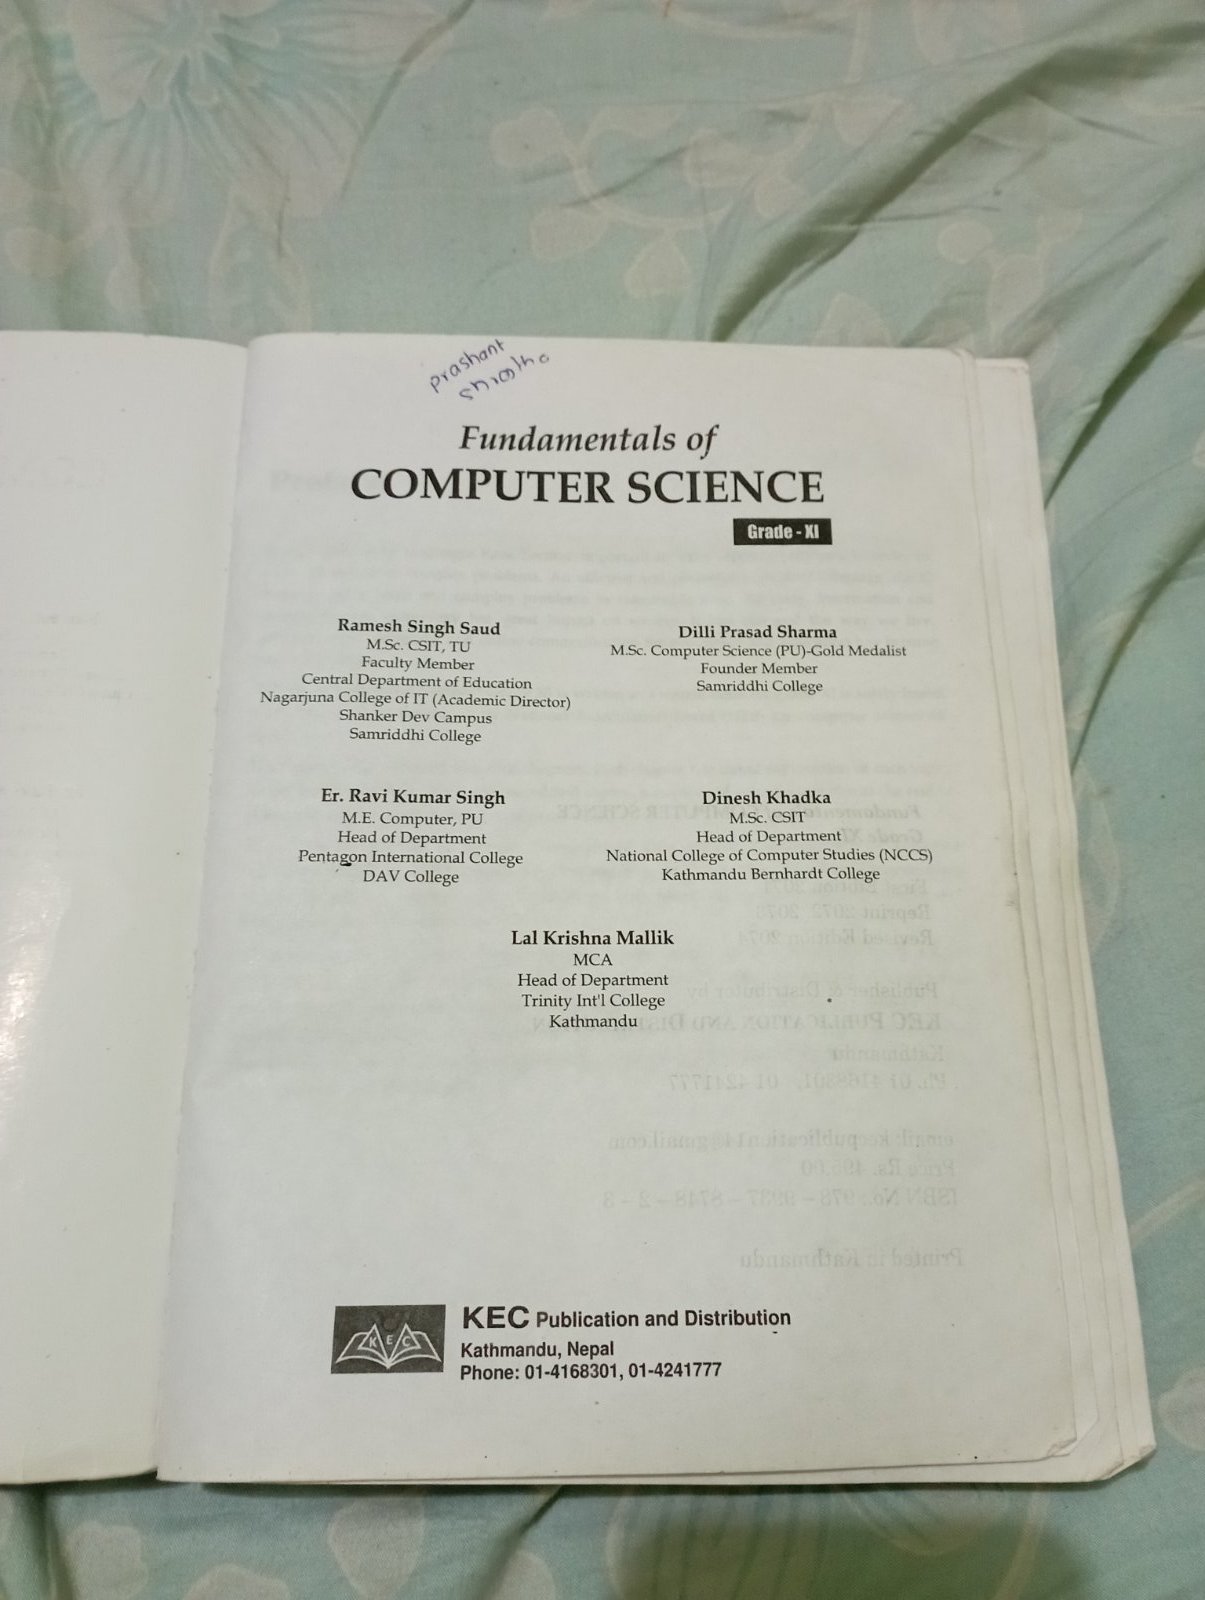 prashant
Fundamentals of
COMPUTER SCIENCE
Grade - XI
Ramesh Singh Saud
M.Sc. CSIT, TU
Faculty Member
Central Department of Education
Nagarjuna College of IT (Academic Director)
Shanker Dev Campus
Samriddhi College
Dilli Prasad Sharma
M.Sc. Computer Science (PU)-Gold Medalist
Founder Member
Samriddhi College
Er. Ravi Kumar Singh
M.E. Computer, PU
Head of Department
Pentagon International College
DAV College
Dinesh Khadka
M.Sc. CSIT
Head of Department
National College of Computer Studies (NCCS)
Kathmandu Bernhardt College
Lal Krishna Mallik
MCA
Head of Department
Trinity Int'l College
Kathmandu
KEC
KEC Publication and Distribution
Kathmandu, Nepal
Phone: 01-4168301, 01-4241777